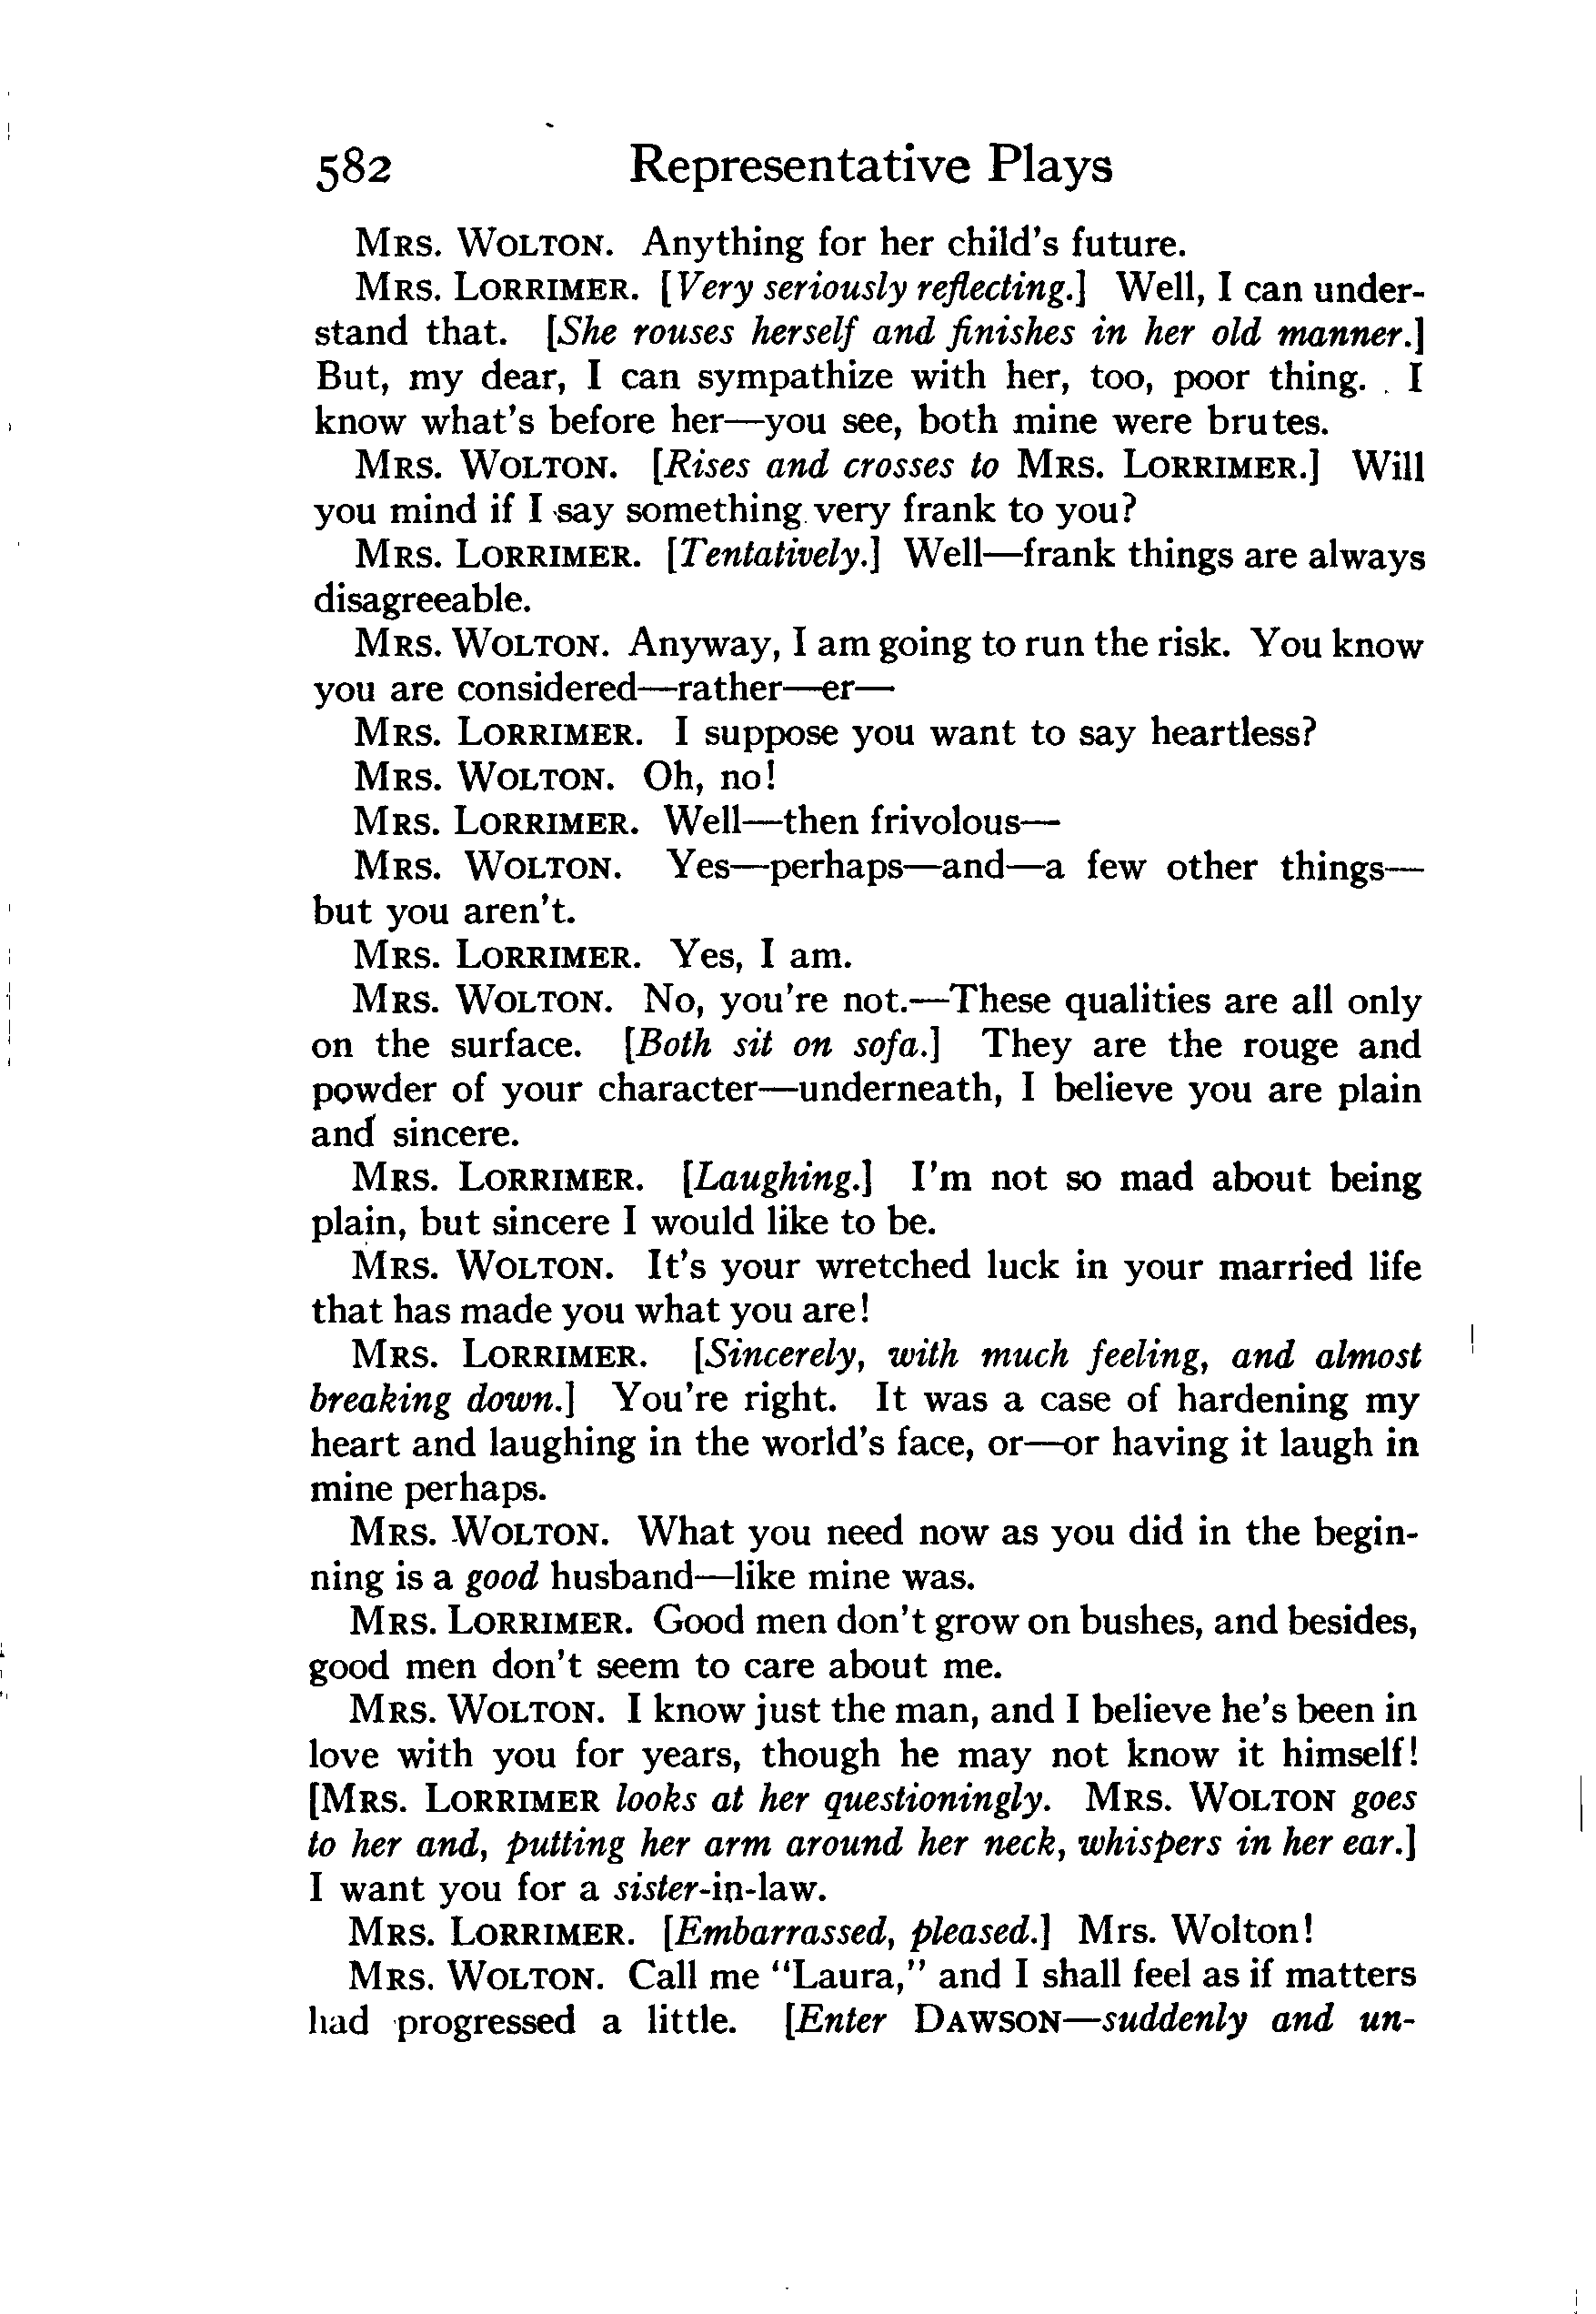 582 Representative Plays
MRS. WOLTON. Anything for her child's future.
MRS. LORRIMER. [Very seriously reflecting.] Well, I can under-
stand that. [She rouses herself and finishes in her old manner.]
But, my dear, I can sympathize with her, too, poor thing. I
know what's before her—you see, both mine were brutes.
MRS. WOLTON. [Rises and crosses to MRS. LORRIMER.] Will
you mind if I say something very frank to you?
MRS. LORRIMER. [Tentatively.] Well—frank things are always
disagreeable.
MRS. WOLTON. Anyway, I am going to run the risk. You know
you are considered—rather—er—
MRS. LORRIMER. I suppose you want to say heartless?
MRS. WOLTON. Oh, no!
MRS. LORRIMER. Well—then frivolous—
MRS. WOLTON. Yes—perhaps—and—a few other things—
but you aren't.
MRS. LORRIMER. Yes, I am.
MRS. WOLTON. No, you're not.—These qualities are all only
on the surface. [Both sit on sofa.] They are the rouge and
powder of your character—underneath, I believe you are plain
and sincere.
MRS. LORRIMER. [Laughing.] I'm not so mad about being
plain, but sincere I would like to be.
MRS. WOLTON. It's your wretched luck in your married life
that has made you what you are!
MRS. LORRIMER. [Sincerely, with much feeling, and almost
breaking down.] You're right. It was a case of hardening my
heart and laughing in the world's face, or—or having it laugh in
mine perhaps.
MRS. WOLTON. What you need now as you did in the begin-
ning is a good husband—like mine was.
MRS. LORRIMER. Good men don't grow on bushes, and besides,
good men don't seem to care about me.
MRS. WOLTON. I know just the man, and I believe he's been in
love with you for years, though he may not know it himself!
[MRS. LORRIMER looks at her questioningly. MRS. WOLTON goes
to her and, putting her arm around her neck, whispers in her ear.]
I want you for a sister-in-law.
MRS. LORRIMER. [Embarrassed, pleased.] Mrs. Wolton!
MRS. WOLTON. Call me "Laura," and I shall feel as if matters
had progressed a little. [Enter DAWSON—suddenly and un-